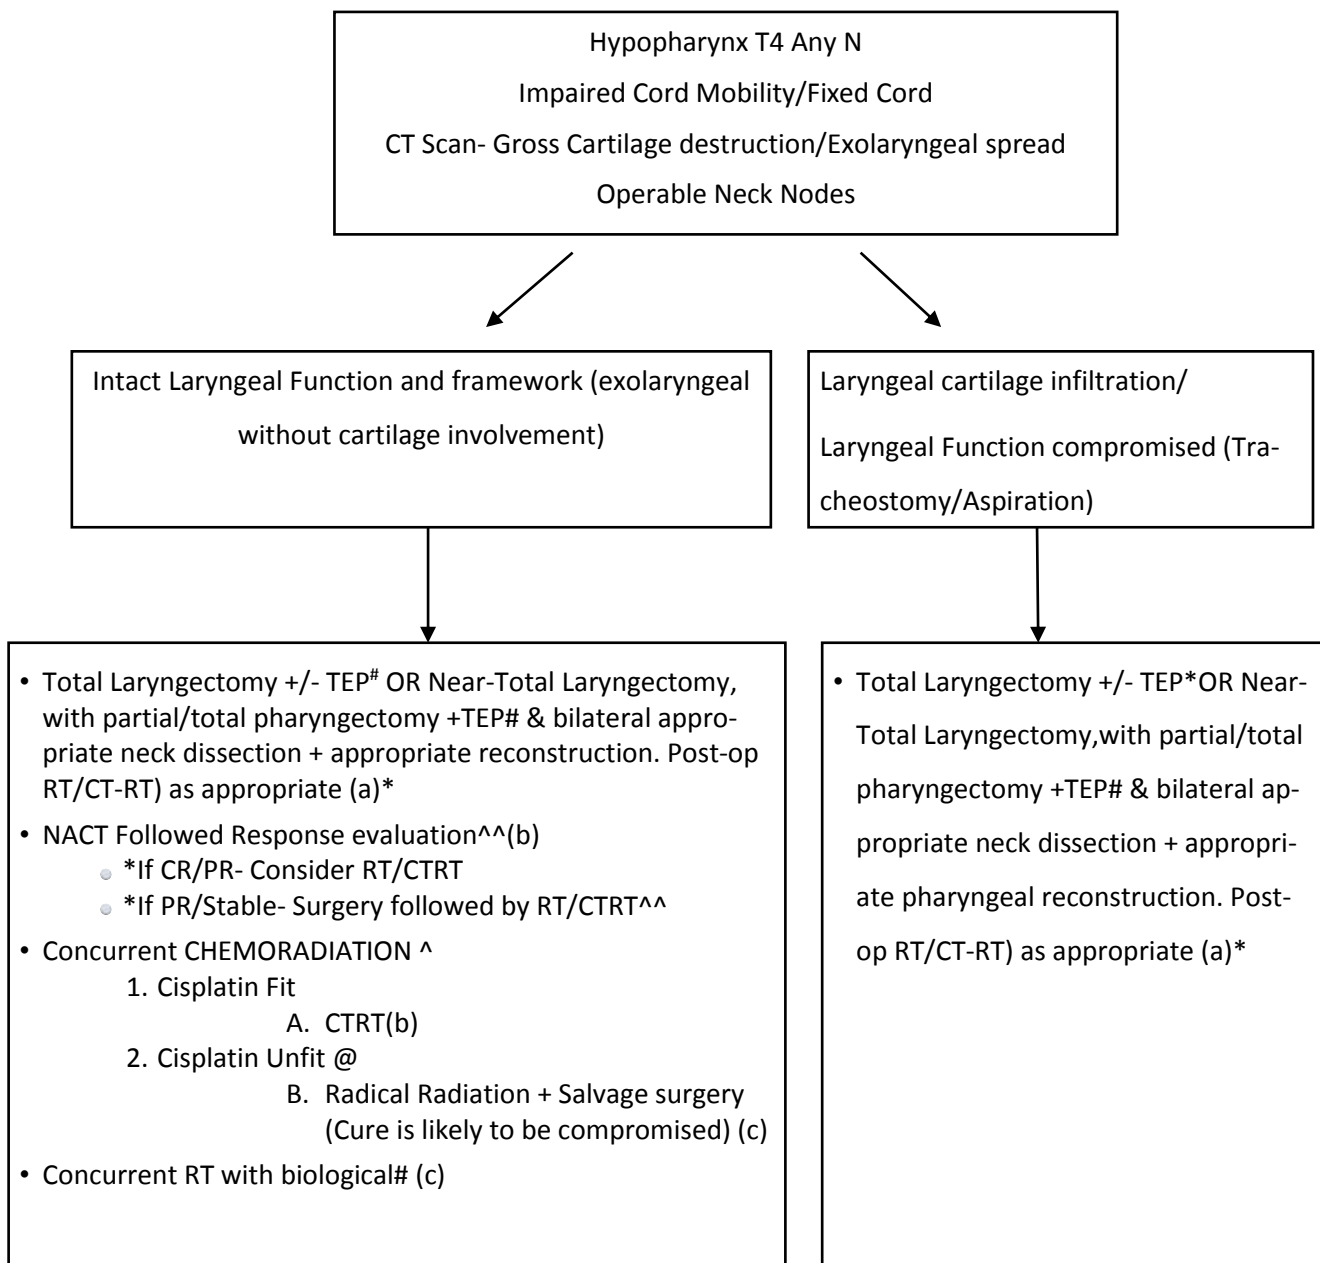 Hypopharynx T4 Any N
Impaired Cord Mobility/Fixed Cord
CT Scan- Gross Cartilage destruction/Exolaryngeal spread
Operable Neck Nodes
Intact Laryngeal Function and framework (exolaryngeal
without cartilage involvement)
Laryngeal cartilage infiltration/
Laryngeal Function compromised (Tra-
cheostomy/Aspiration)
• Total Laryngectomy +/- TEP# OR Near-Total Laryngectomy,
with partial/total pharyngectomy +TEP# & bilateral appro-
priate neck dissection + appropriate reconstruction. Post-op
RT/CT-RT) as appropriate (a)*
• NACT Followed Response evaluation^^(b)
*If CR/PR- Consider RT/CTRT
*If PR/Stable- Surgery followed by RT/CTRT^^
• Concurrent CHEMORADIATION ^
1. Cisplatin Fit
A. CTRT(b)
2. Cisplatin Unfit @
B. Radical Radiation + Salvage surgery
(Cure is likely to be compromised) (c)
• Concurrent RT with biological# (c)
• Total Laryngectomy +/- TEP*OR Near-
Total Laryngectomy,with partial/total
pharyngectomy +TEP# & bilateral ap-
propriate neck dissection + appropri-
ate pharyngeal reconstruction. Post-
op RT/CT-RT) as appropriate (a)*